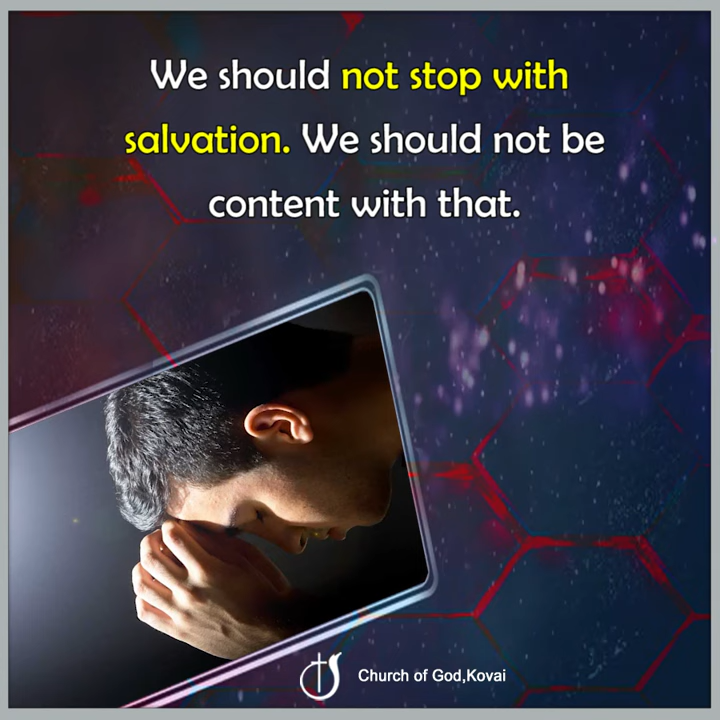 We should not stop with
salvation. We should not be
content with that.
Church of God,Kovai